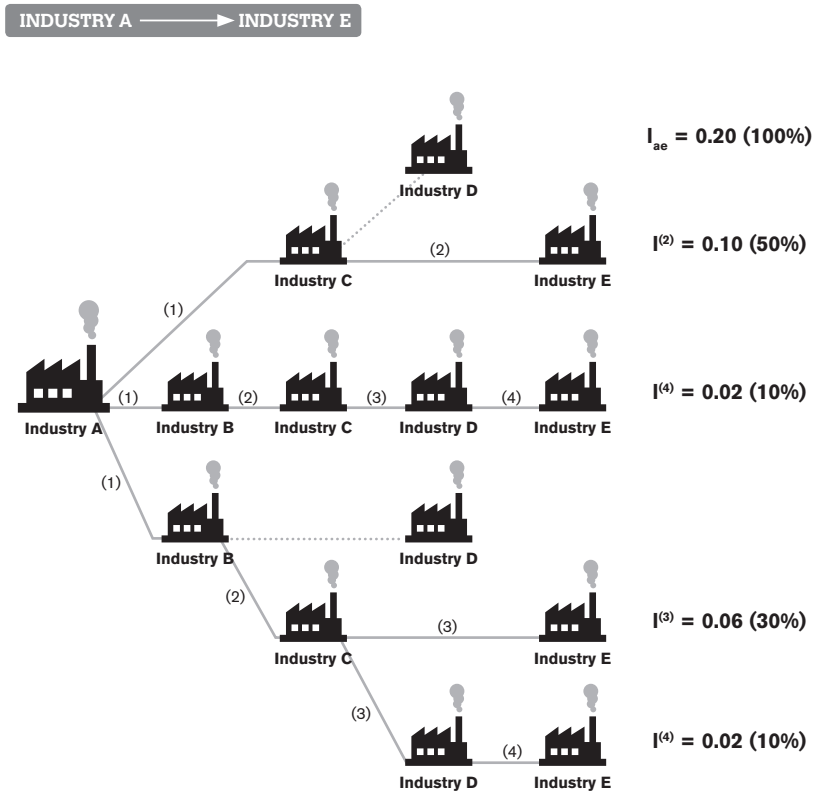 INDUSTRY A INDUSTRY E
I_ae = 0.20 (100%)
Industry D
(2)
I⁽²⁾ = 0.10 (50%)
Industry C
Industry E
(1)
(1)
(2)
(3)
(4)
I⁽⁴⁾ = 0.02 (10%)
Industry A
Industry B
Industry C
Industry D
Industry E
(1)
Industry B
Industry D
(2)
(3)
I⁽³⁾ = 0.06 (30%)
Industry C
Industry E
(3)
(4)
I⁽⁴⁾ = 0.02 (10%)
Industry D
Industry E